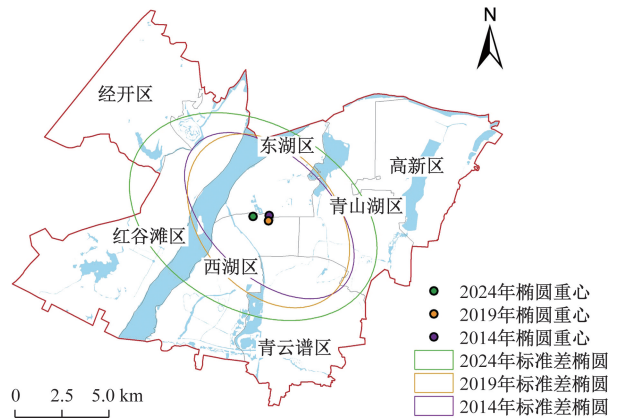 N
经开区
东湖区
高新区
青山湖区
红谷滩区
西湖区
青云谱区
2024年椭圆重心
2019年椭圆重心
2014年椭圆重心
2024年标准差椭圆
2019年标准差椭圆
2014年标准差椭圆
0 2.5 5.0 km